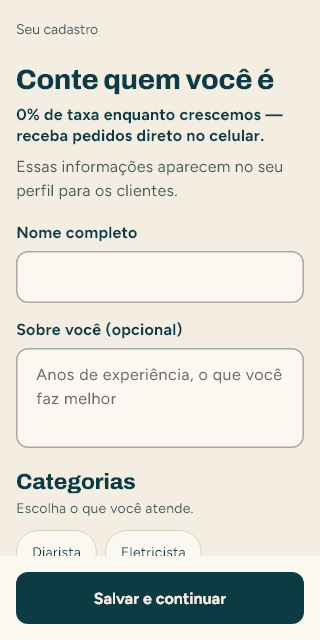 Seu cadastro
Conte quem você é
0% de taxa enquanto crescemos —
receba pedidos direto no celular.
Essas informações aparecem no seu
perfil para os clientes.
Nome completo
Sobre você (opcional)
Anos de experiência, o que você
faz melhor
Categorias
Escolha o que você atende.
Diarista Eletricista
Salvar e continuar